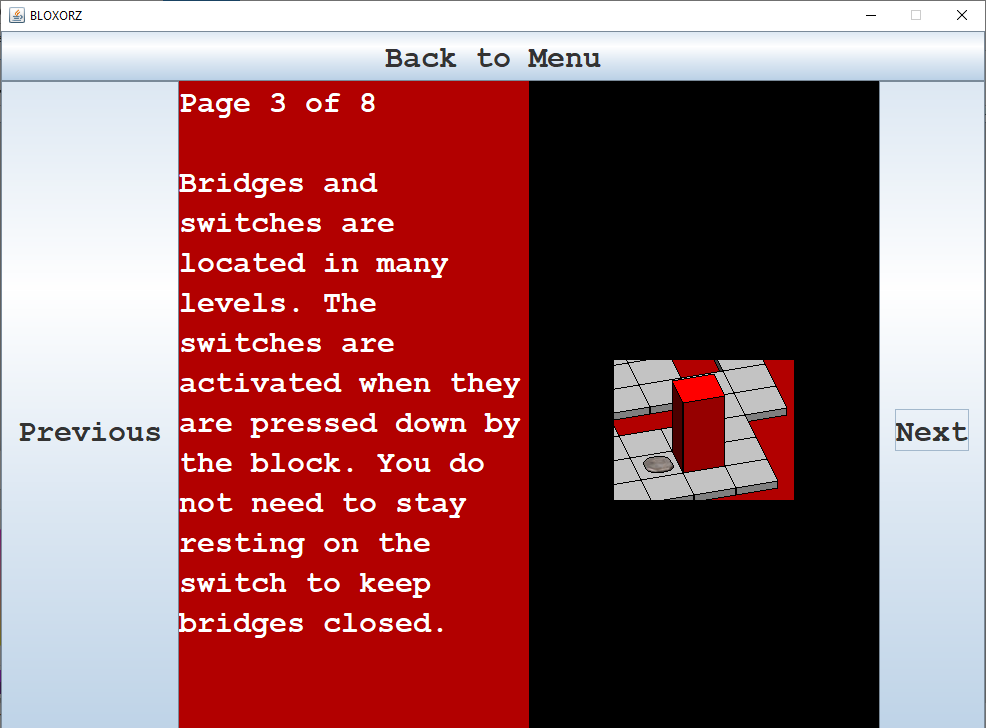 BLOXORZ
Back to Menu
Page 3 of 8
Bridges and
switches are
located in many
levels. The
switches are
activated when they
are pressed down by
the block. You do
not need to stay
resting on the
switch to keep
bridges closed.
Previous
Next